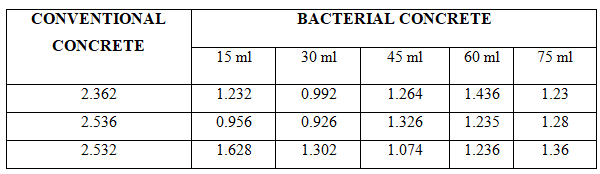 CONVENTIONAL CONCRETE BACTERIAL CONCRETE
15 ml 30 ml 45 ml 60 ml 75 ml
2.362 1.232 0.992 1.264 1.436 1.23
2.536 0.956 0.926 1.326 1.235 1.28
2.532 1.628 1.302 1.074 1.236 1.36